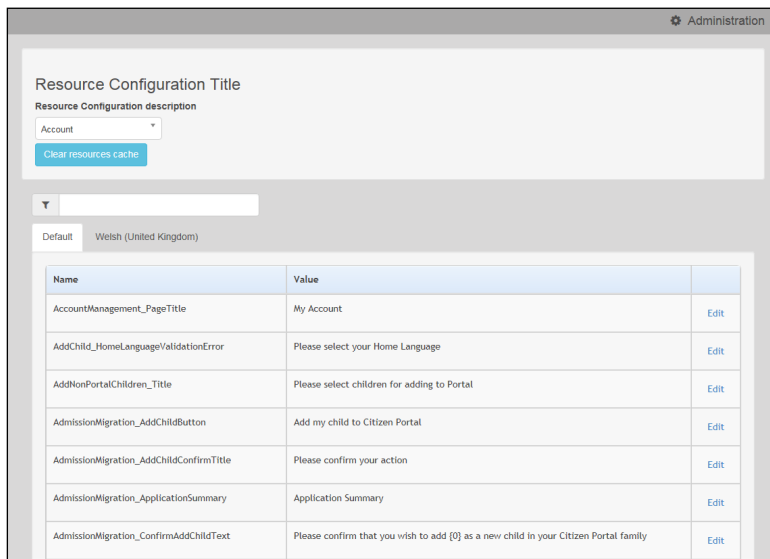 Administration
Resource Configuration Title
Resource Configuration description
Account
Clear resources cache
Default Welsh (United Kingdom)
Name Value
AccountManagement_PageTitle My Account Edit
AddChild_HomeLanguageValidationError Please select your Home Language Edit
AddNonPortalChildren_Title Please select children for adding to Portal Edit
AdmissionMigration_AddChildButton Add my child to Citizen Portal Edit
AdmissionMigration_AddChildConfirmTitle Please confirm your action Edit
AdmissionMigration_ApplicationSummary Application Summary Edit
AdmissionMigration_ConfirmAddChildText Please confirm that you wish to add {0} as a new child in your Citizen Portal family Edit